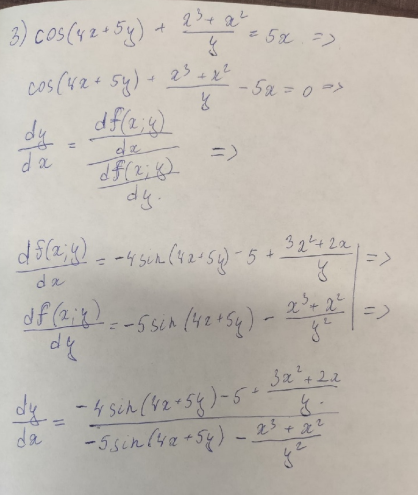 3) cos(4x+5y) + (x³+x²)/y = 5x =>
cos(4x+5y) + (x³+x²)/y - 5x = 0 =>
dy/dx = (df(x;y)/dx)/(df(x;y)/dy.) =>
df(x;y)/dx = -4sin(4x+5y) - 5 + (3x²+2x)/y | =>
df(x;y)/dy = -5sin(4x+5y) - (x³+x²)/y² | =>
dy/dx = (-4sin(4x+5y) - 5 + (3x²+2x)/y.)/(-5sin(4x+5y) - (x³+x²)/y²)